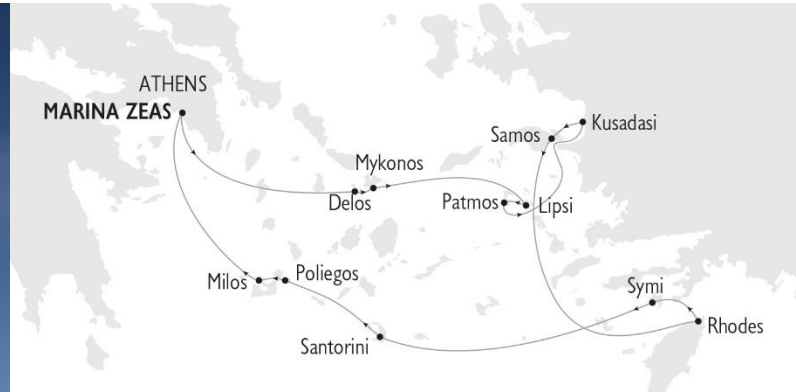 ATHENS
MARINA ZEAS
Kusadasi
Samos
Mykonos
Delos
Patmos
Lipsi
Milos
Poliegos
Symi
Rhodes
Santorini